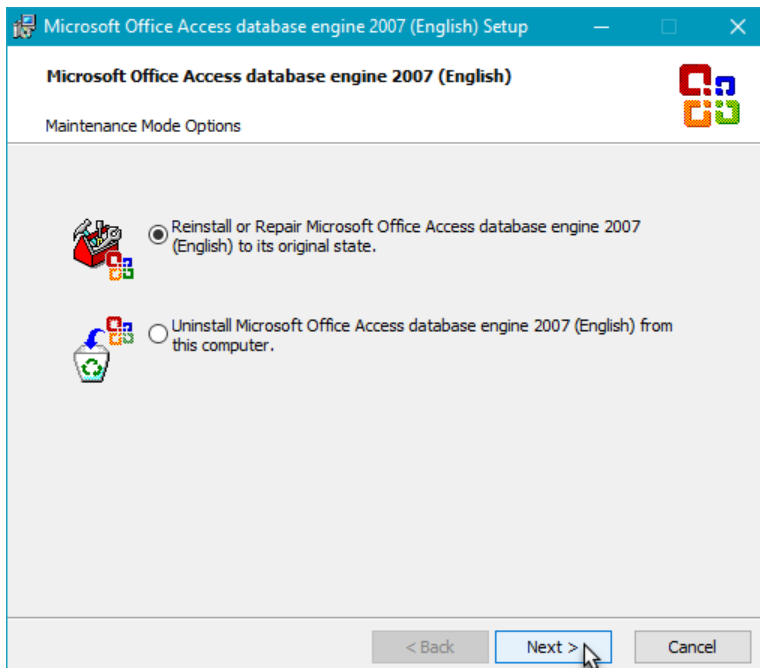 Microsoft Office Access database engine 2007 (English) Setup
Microsoft Office Access database engine 2007 (English)
Maintenance Mode Options
Reinstall or Repair Microsoft Office Access database engine 2007
(English) to its original state.
Uninstall Microsoft Office Access database engine 2007 (English) from
this computer.
< Back
Next >
Cancel